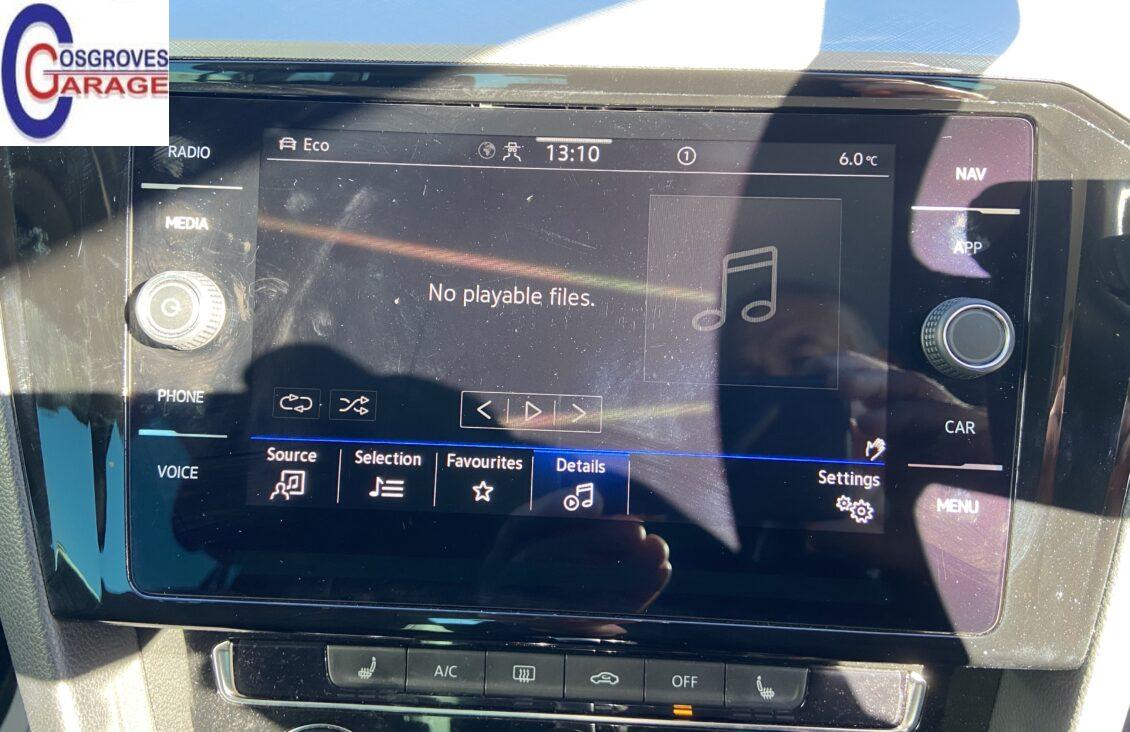 COSGROVES
GARAGE
RADIO
MEDIA
PHONE
VOICE
Eco
13:10
1
6.0 °C
No playable files.
Source
Selection
Favourites
Details
Settings
NAV
APP
CAR
MENU
A/C
OFF